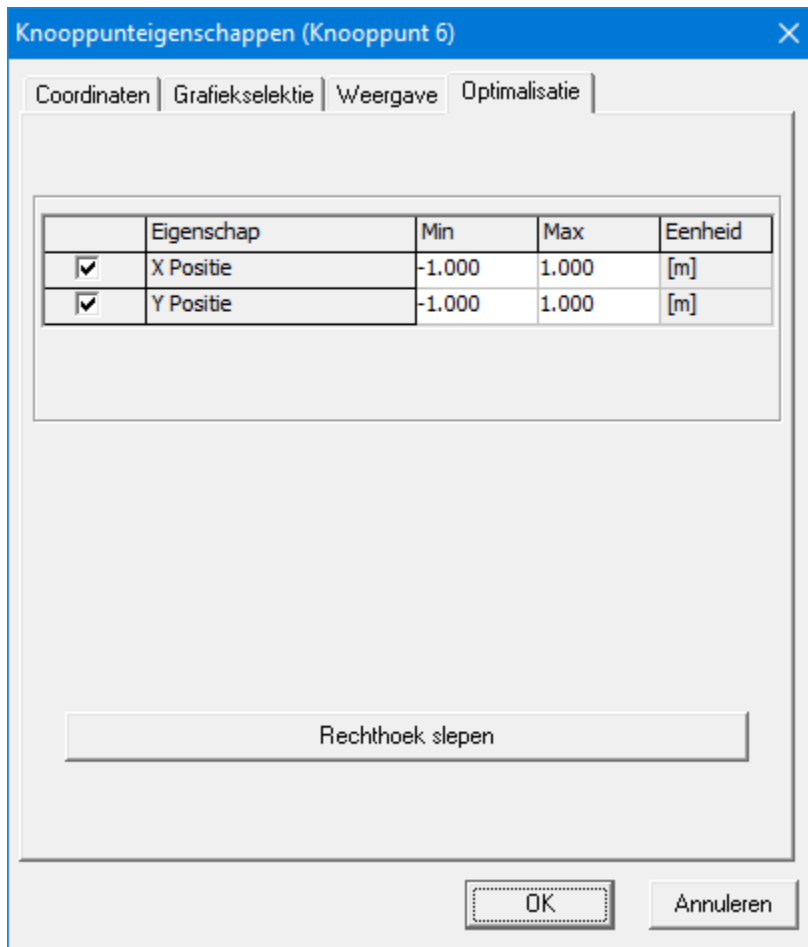 Knooppunteigenschappen (Knooppunt 6)
Coordinaten Grafiekselektie Weergave Optimalisatie
Eigenschap Min Max Eenheid
X Positie -1.000 1.000 [m]
Y Positie -1.000 1.000 [m]
Rechthoek slepen
OK Annuleren